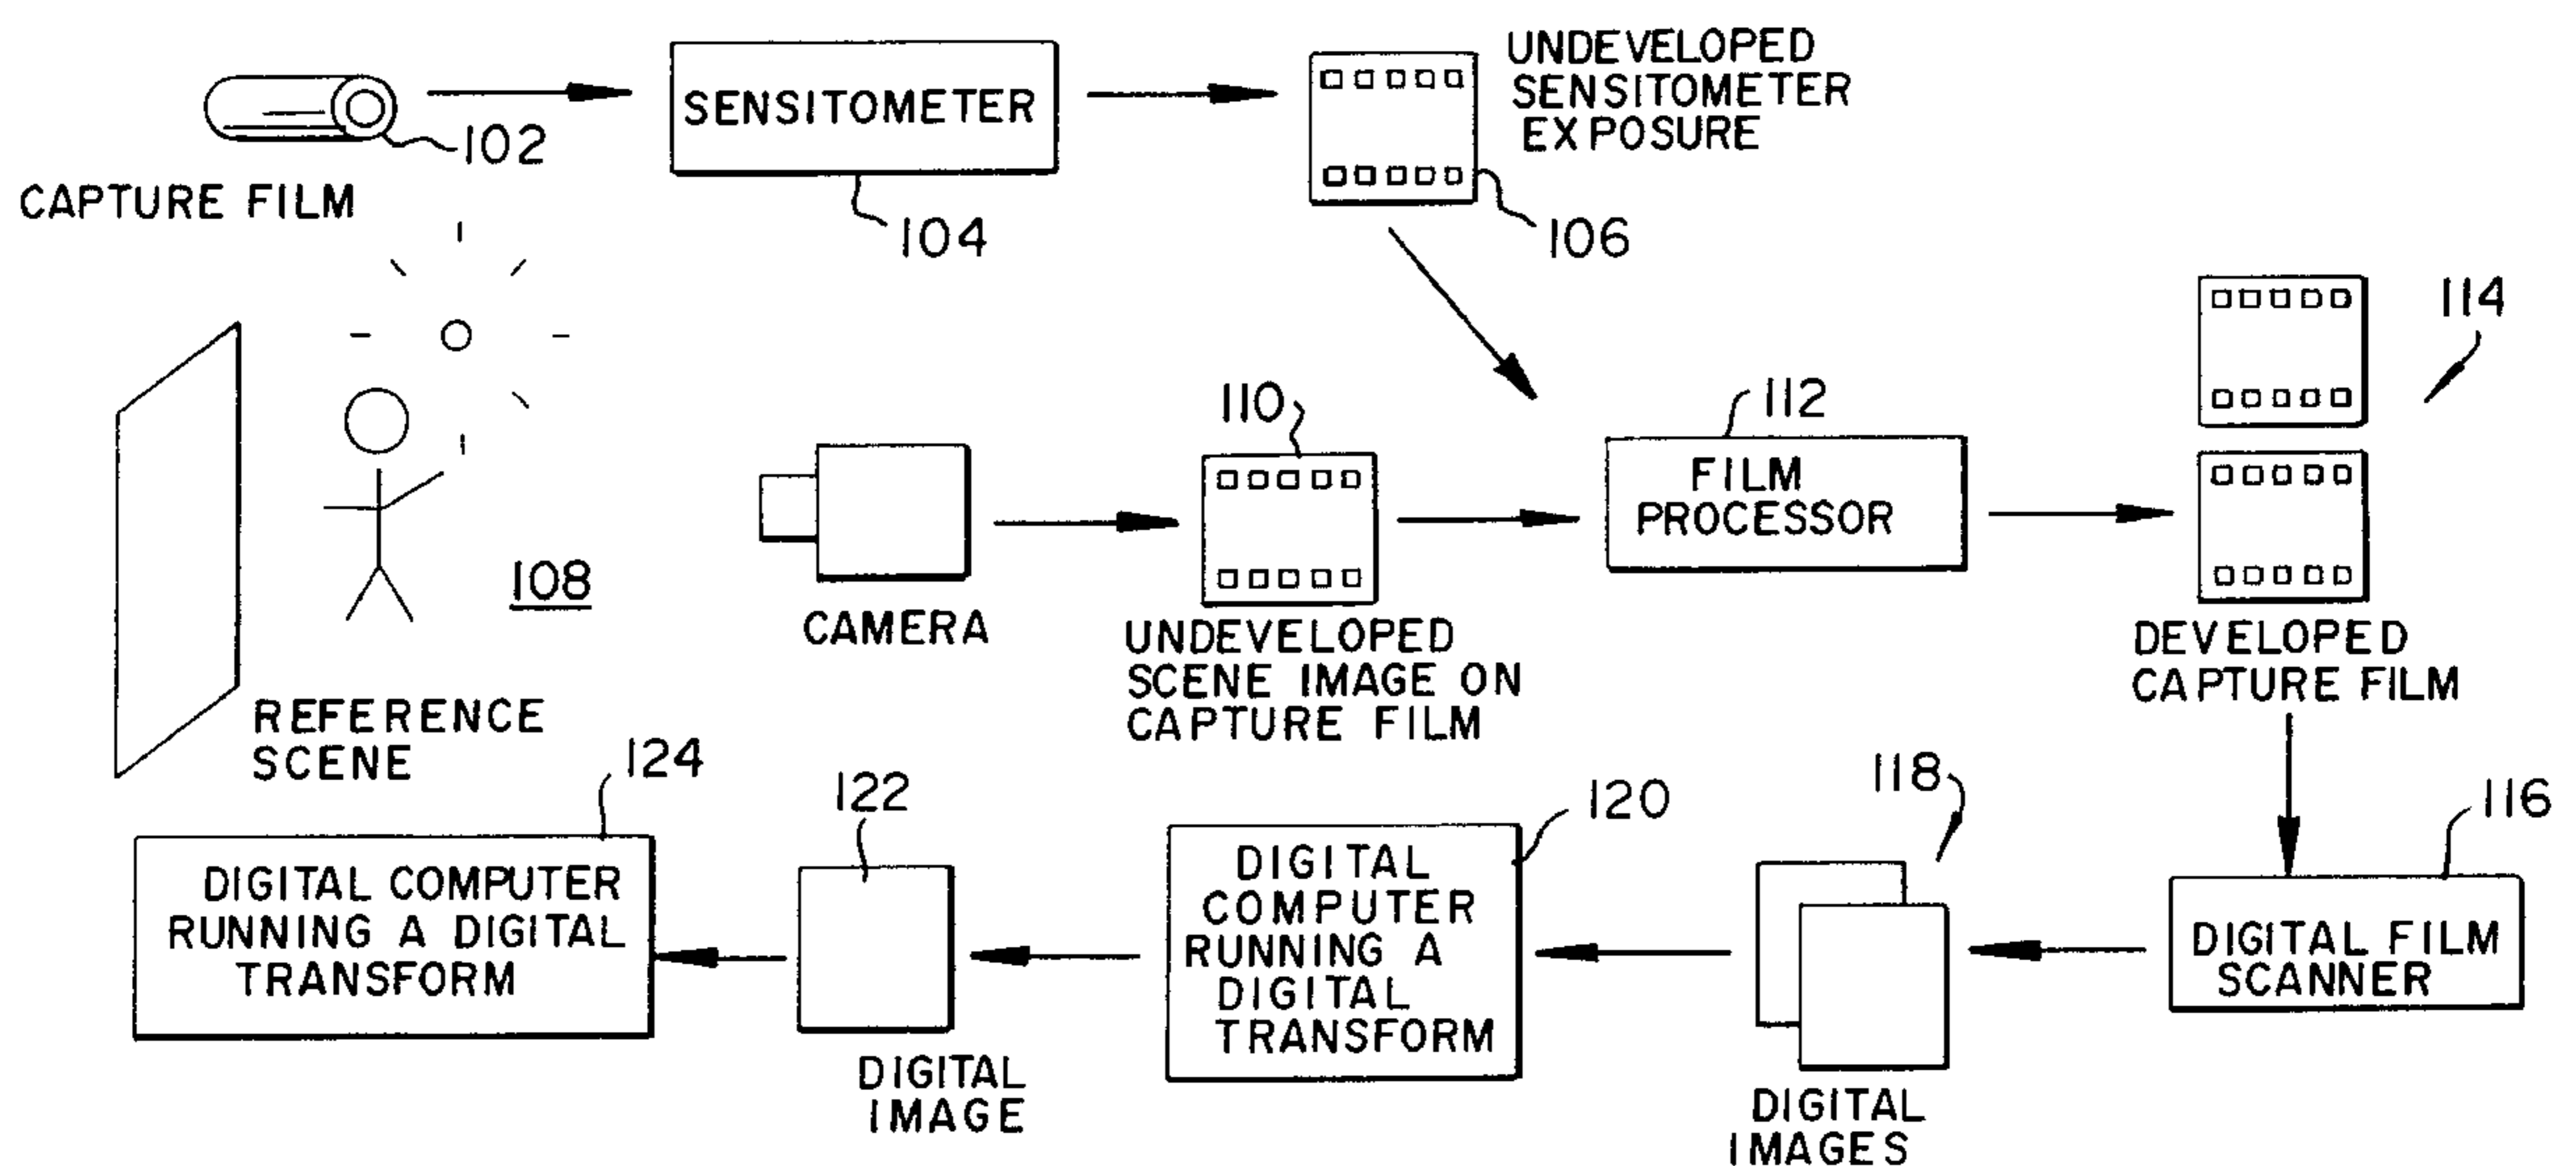 CAPTURE FILM
102
SENSITOMETER
104
UNDEVELOPED
SENSITOMETER
EXPOSURE
106
108
REFERENCE
SCENE
CAMERA
110
UNDEVELOPED
SCENE IMAGE ON
CAPTURE FILM
112
FILM
PROCESSOR
114
DEVELOPED
CAPTURE FILM
116
DIGITAL FILM
SCANNER
118
DIGITAL
IMAGES
120
DIGITAL
COMPUTER
RUNNING A
DIGITAL
TRANSFORM
122
DIGITAL
IMAGE
124
DIGITAL COMPUTER
RUNNING A DIGITAL
TRANSFORM